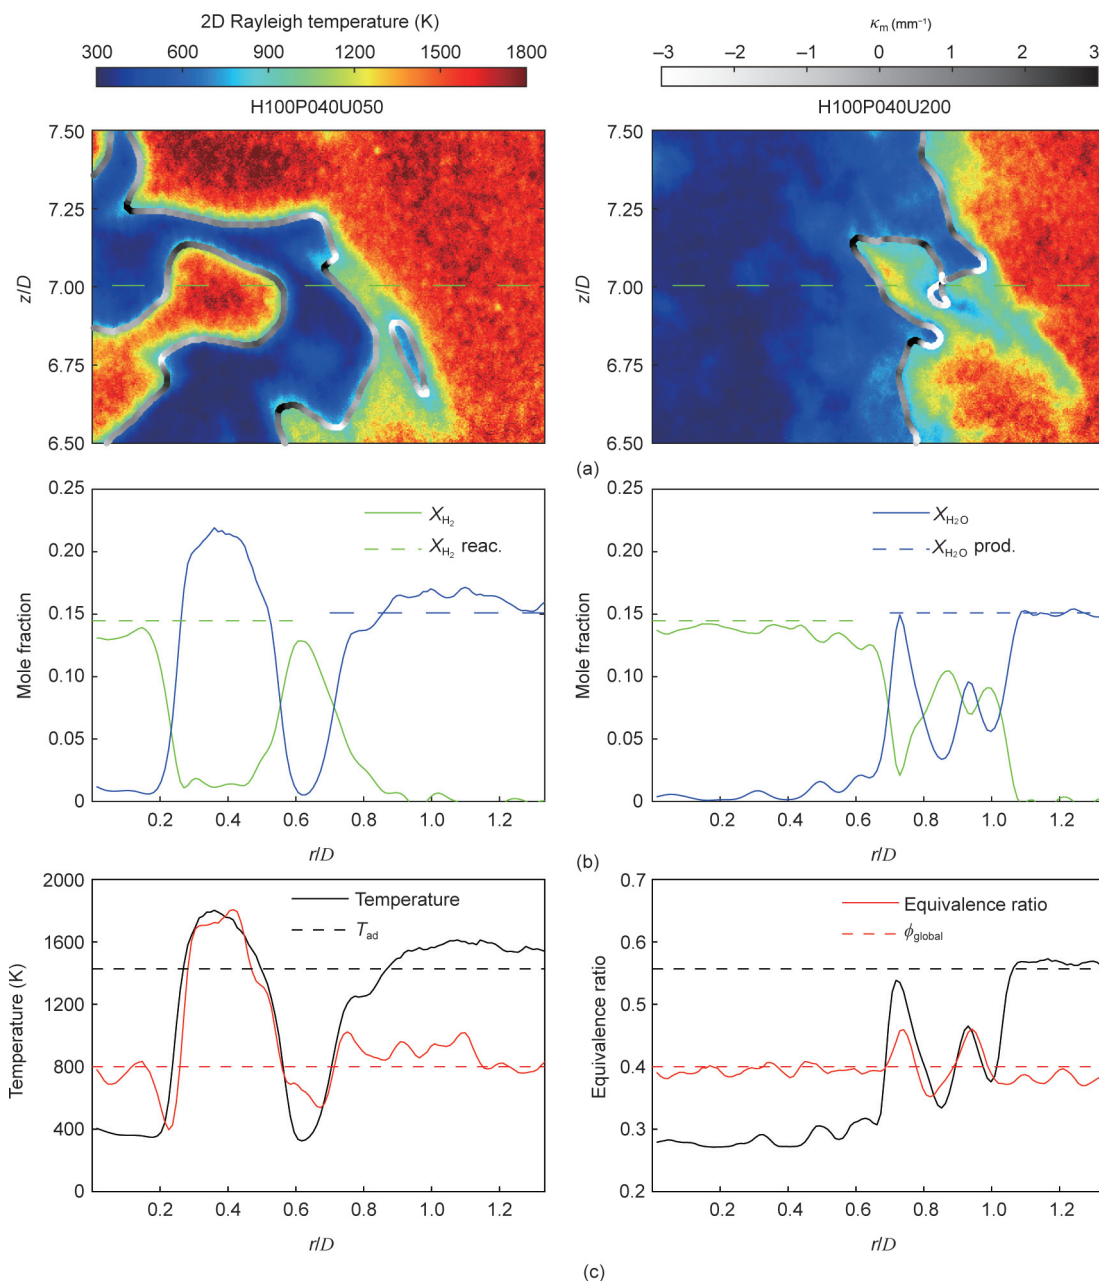 2D Rayleigh temperature (K)
300 600 900 1200 1500 1800
H100P040U050
κm (mm⁻¹)
−3 −2 −1 0 1 2 3
H100P040U200
z/D
7.50
7.25
7.00
6.75
6.50
z/D
7.50
7.25
7.00
6.75
6.50
(a)
Mole fraction
0.25
0.20
0.15
0.10
0.05
0
X_H₂
X_H₂ reac.
0.2 0.4 0.6 0.8 1.0 1.2
r/D
Mole fraction
0.25
0.20
0.15
0.10
0.05
0
X_H₂O
X_H₂O prod.
0.2 0.4 0.6 0.8 1.0 1.2
r/D
(b)
Temperature (K)
2000
1600
1200
800
400
0
Temperature
T_ad
0.2 0.4 0.6 0.8 1.0 1.2
r/D
Equivalence ratio
0.7
0.6
0.5
0.4
0.3
0.2
Equivalence ratio
ϕ_global
0.2 0.4 0.6 0.8 1.0 1.2
r/D
(c)